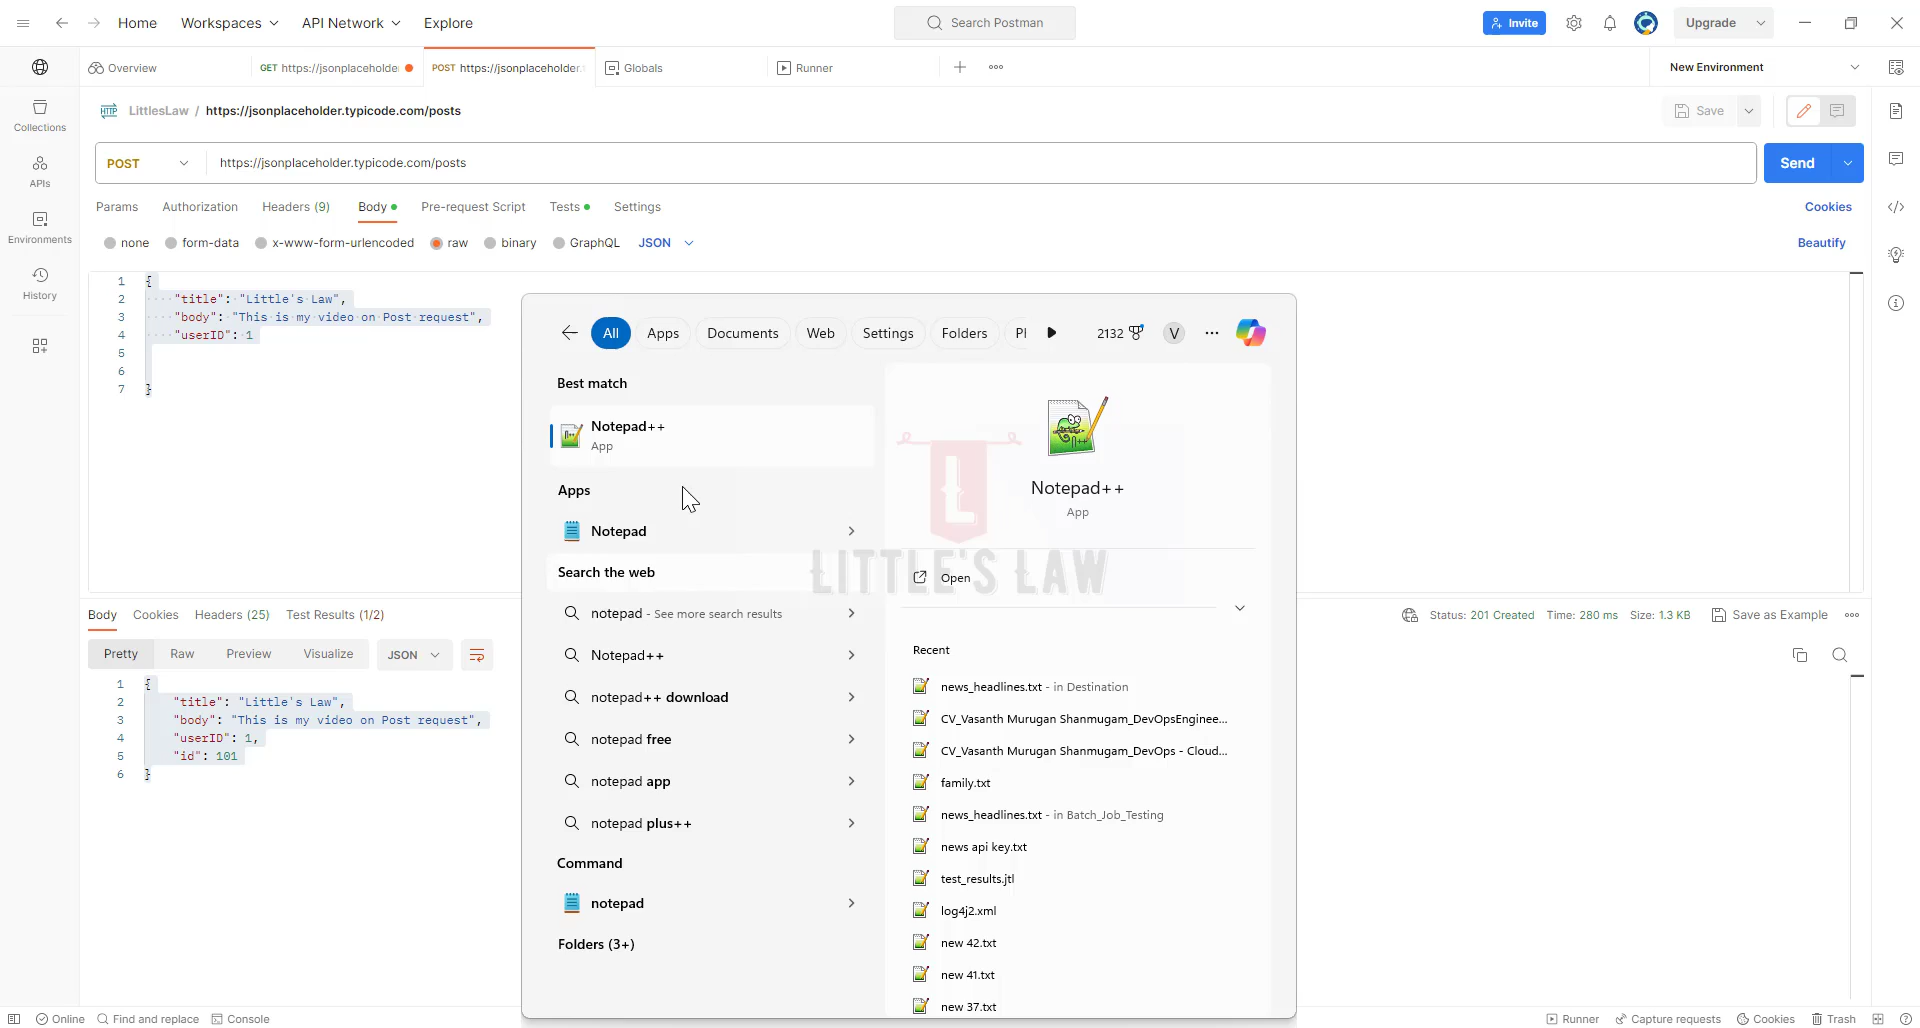 Home
Workspaces
API Network
Explore
Search Postman
Invite
Upgrade
Overview
GET https://jsonplaceholder
POST https://jsonplaceholder.
Globals
Runner
New Environment
HTTP LittlesLaw / https://jsonplaceholder.typicode.com/posts
Save
Collections
APIs
Environments
History
POST
https://jsonplaceholder.typicode.com/posts
Send
Params
Authorization
Headers (9)
Body
Pre-request Script
Tests
Settings
Cookies
none
form-data
x-www-form-urlencoded
raw
binary
GraphQL
JSON
Beautify
1 {
2 "title": "Little's Law",
3 "body": "This is my video on Post request",
4 "userID": 1
5
6
7 }
All
Apps
Documents
Web
Settings
Folders
2132
V
Best match
Notepad++
App
Apps
Notepad
Search the web
notepad - See more search results
Notepad++
notepad++ download
notepad free
notepad app
notepad plus++
Command
notepad
Folders (3+)
Notepad++
App
L
LITTLE'S LAW
Open
Recent
news_headlines.txt - in Destination
CV_Vasanth Murugan Shanmugam_DevOpsEnginee...
CV_Vasanth Murugan Shanmugam_DevOps - Cloud...
family.txt
news_headlines.txt - in Batch_Job_Testing
news api key.txt
test_results.jtl
log4j2.xml
new 42.txt
new 41.txt
new 37.txt
Body
Cookies
Headers (25)
Test Results (1/2)
Status: 201 Created
Time: 280 ms
Size: 1.3 KB
Save as Example
Pretty
Raw
Preview
Visualize
JSON
1 {
2 "title": "Little's Law",
3 "body": "This is my video on Post request",
4 "userID": 1,
5 "id": 101
6 }
Online
Find and replace
Console
Runner
Capture requests
Cookies
Trash